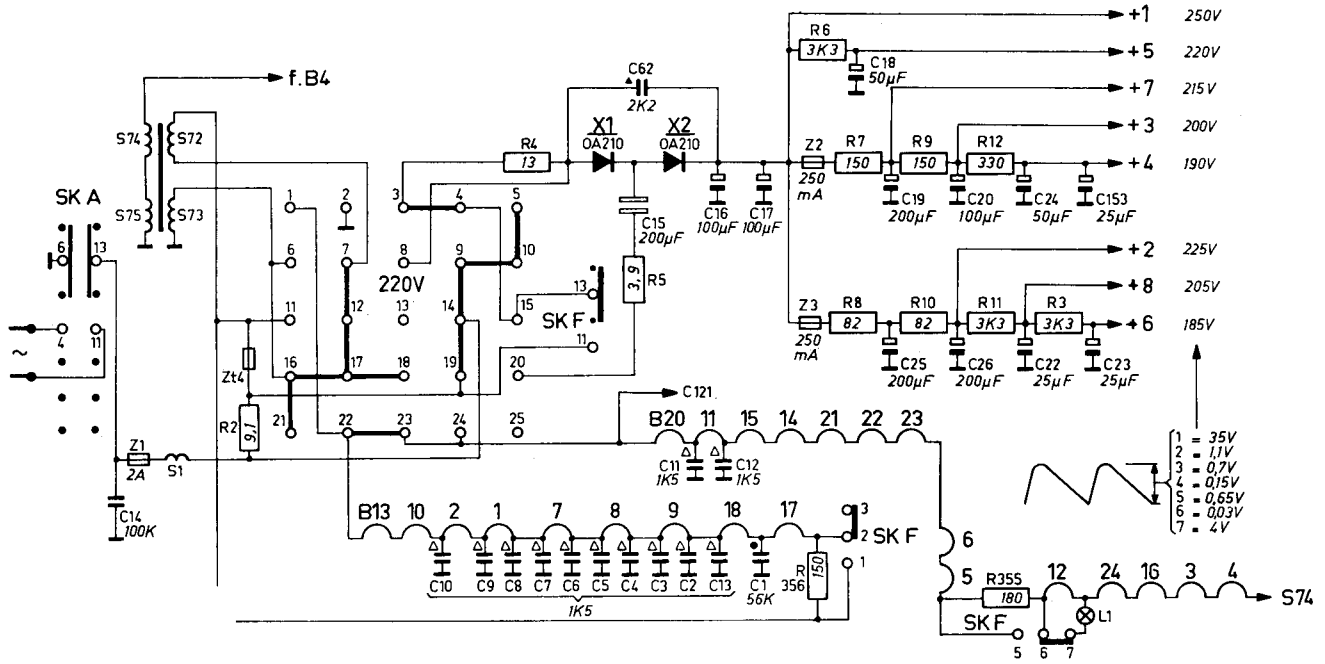 +1 250V
R6
3K3
+5 220V
C18
50µF
f.B4
C62
2K2
+7 215V
S74 S72
X1
OA210
X2
OA210
+3 200V
R4
13
Z2
250
mA
R7
150
R9
150
R12
330
+4 190V
SK A
S75 S73
1 2 3 4 5
C16
100µF
C17
100µF
C19
200µF
C20
100µF
C24
50µF
C153
25µF
C15
200µF
6 13
6 7 8 9 10
220V
R5
3,9
+2 225V
+8 205V
11 12 13 14 15
13
SK F
11
Z3
250
mA
R8
82
R10
82
R11
3K3
R3
3K3
+6 185V
4 11
~
Zt4
16 17 18 19 20
C25
200µF
C26
200µF
C22
25µF
C23
25µF
C121
R2
9,1
21 22 23 24 25
B20 11 15 14 21 22 23
Z1
2A
S1
C11
1K5
C12
1K5
C14
100K
1 = 35V
2 = 1,1V
3 = 0,7V
4 = 0,15V
5 = 0,65V
6 = 0,03V
7 = 4V
B13 10 2 1 7 8 9 18 17
3
2
1
SK F
C10 C9 C8 C7 C6 C5 C4 C3 C2 C13
1K5
C1
56K
R
356
150
6
5
R355
180
12 24 16 3 4
S74
L1
SK F
5 6 7